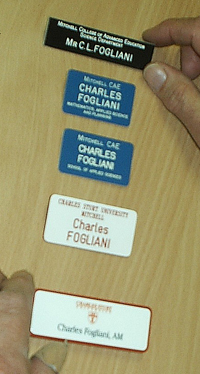 MITCHELL COLLEGE OF ADVANCED EDUCATION
SCIENCE DEPARTMENT
MR C.L. FOGLIANI
MITCHELL CAE
CHARLES
FOGLIANI
MATHEMATICS, APPLIED SCIENCE
AND PLANNING
MITCHELL CAE
CHARLES
FOGLIANI
SCHOOL OF APPLIED SCIENCES
CHARLES STURT UNIVERSITY
MITCHELL
Charles
FOGLIANI
Charles Fogliani, AM